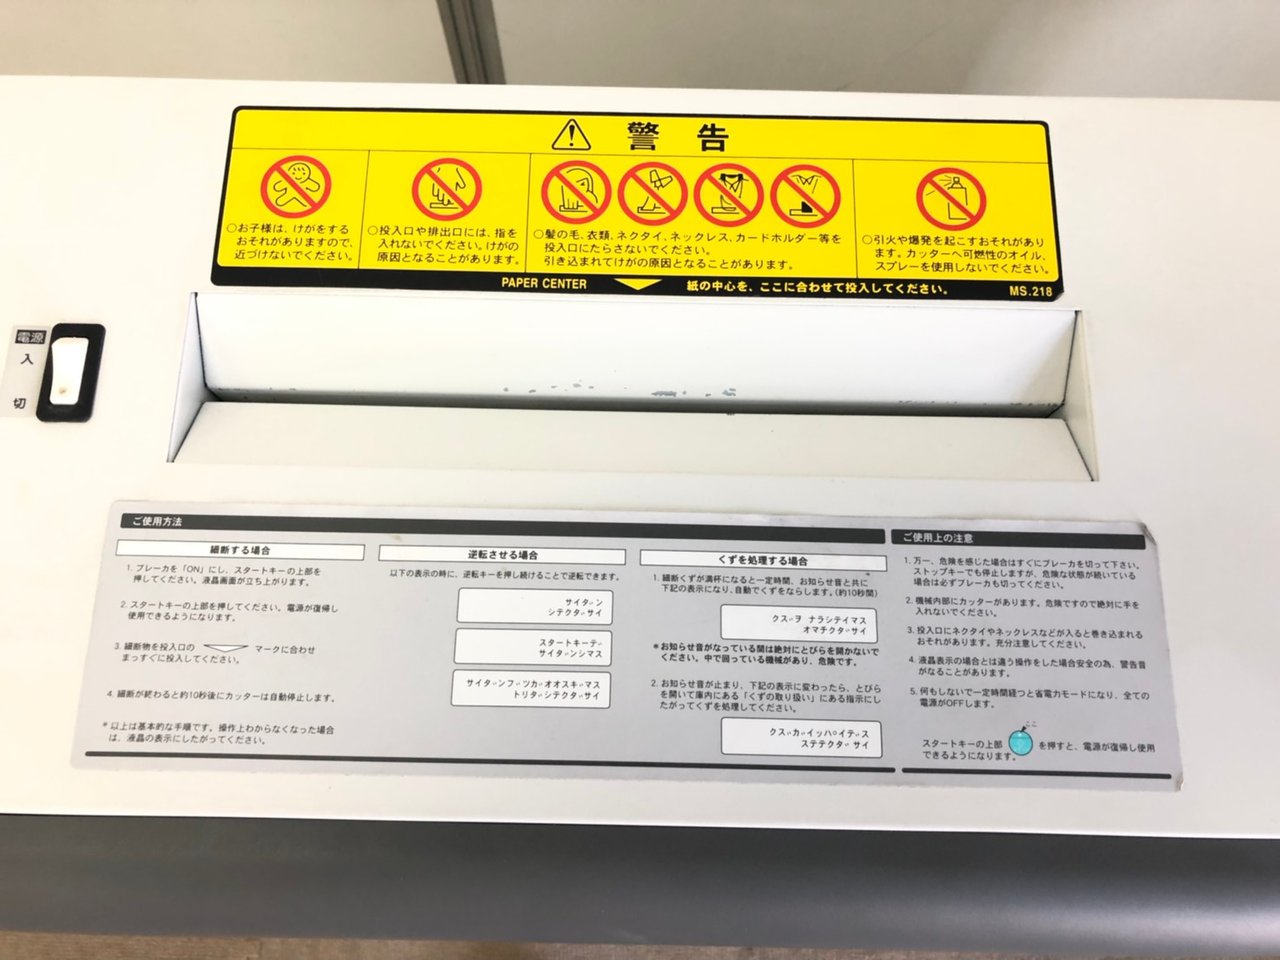 警告
○お子様は、けがをする
おそれがありますので、
近づけないでください。
○投入口や排出口には、指を
入れないでください。けがの
原因となることがあります。
○髪の毛、衣類、ネクタイ、ネックレス、カードホルダー等を
投入口にたらさないでください。
引き込まれてけがの原因となることがあります。
○引火や爆発を起こすおそれがあり
ます。カッターへ可燃性のオイル、
スプレーを使用しないでください。
PAPER CENTER 紙の中心を、ここに合わせて投入してください。 MS.218
電源
入
切
ご使用方法
細断する場合
1. ブレーカを「ON」にし、スタートキーの上部を
押してください。液晶画面が立ち上がります。
2. スタートキーの上部を押してください。電源が復帰し
使用できるようになります。
3. 細断物を投入口の マークに合わせ
まっすぐに投入してください。
4. 細断が終わると約10秒後にカッターは自動停止します。
*以上は基本的な手順です。操作上わからなくなった場合
は、液晶の表示にしたがってください。
逆転させる場合
以下の表示の時に、逆転キーを押し続けることで逆転できます。
サイダン
シテクダサイ
スタートキーデ
サイダンシマス
サイダンブツガオオスギマス
トリダシテクダサイ
くずを処理する場合
1. 細断くずが満杯になると一定時間、お知らせ音と共に
下記の表示になり、自動でくずをならします。(約10秒間)
クズヲ ナラシテイマス
オマチクダサイ
*お知らせ音がなっている間は絶対にとびらを開かないで
ください。中で回っている機械があり、危険です。
2. お知らせ音が止まり、下記の表示に変わったら、とびら
を開いて庫内にある「くずの取り扱い」にある指示にし
たがってくずを処理してください。
クズガイッパイデス
ステテクダサイ
ご使用上の注意
1. 万一、危険を感じた場合はすぐにブレーカを切って下さい。
ストップキーでも停止しますが、危険な状態が続いている
場合は必ずブレーカも切ってください。
2. 機械内部にカッターがあります。危険ですので絶対に手を
入れないでください。
3. 投入口にネクタイやネックレスなどが入ると巻き込まれる
おそれがあります。充分注意してください。
4. 液晶表示の場合とは違う操作をした場合安全の為、警告音
がなることがあります。
5. 何もしないで一定時間経つと省電力モードになり、全ての
電源がOFFします。
ここ
スタートキーの上部 を押すと、電源が復帰し使用
できるようになります。